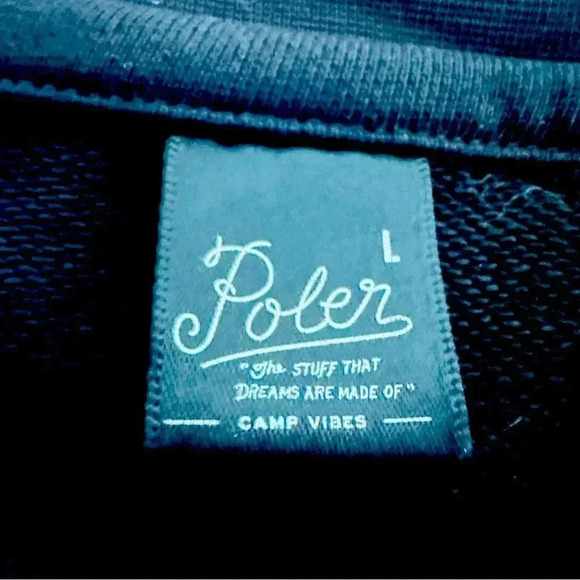 L
Poler
"The STUFF THAT
DREAMS ARE MADE OF"
CAMP VIBES